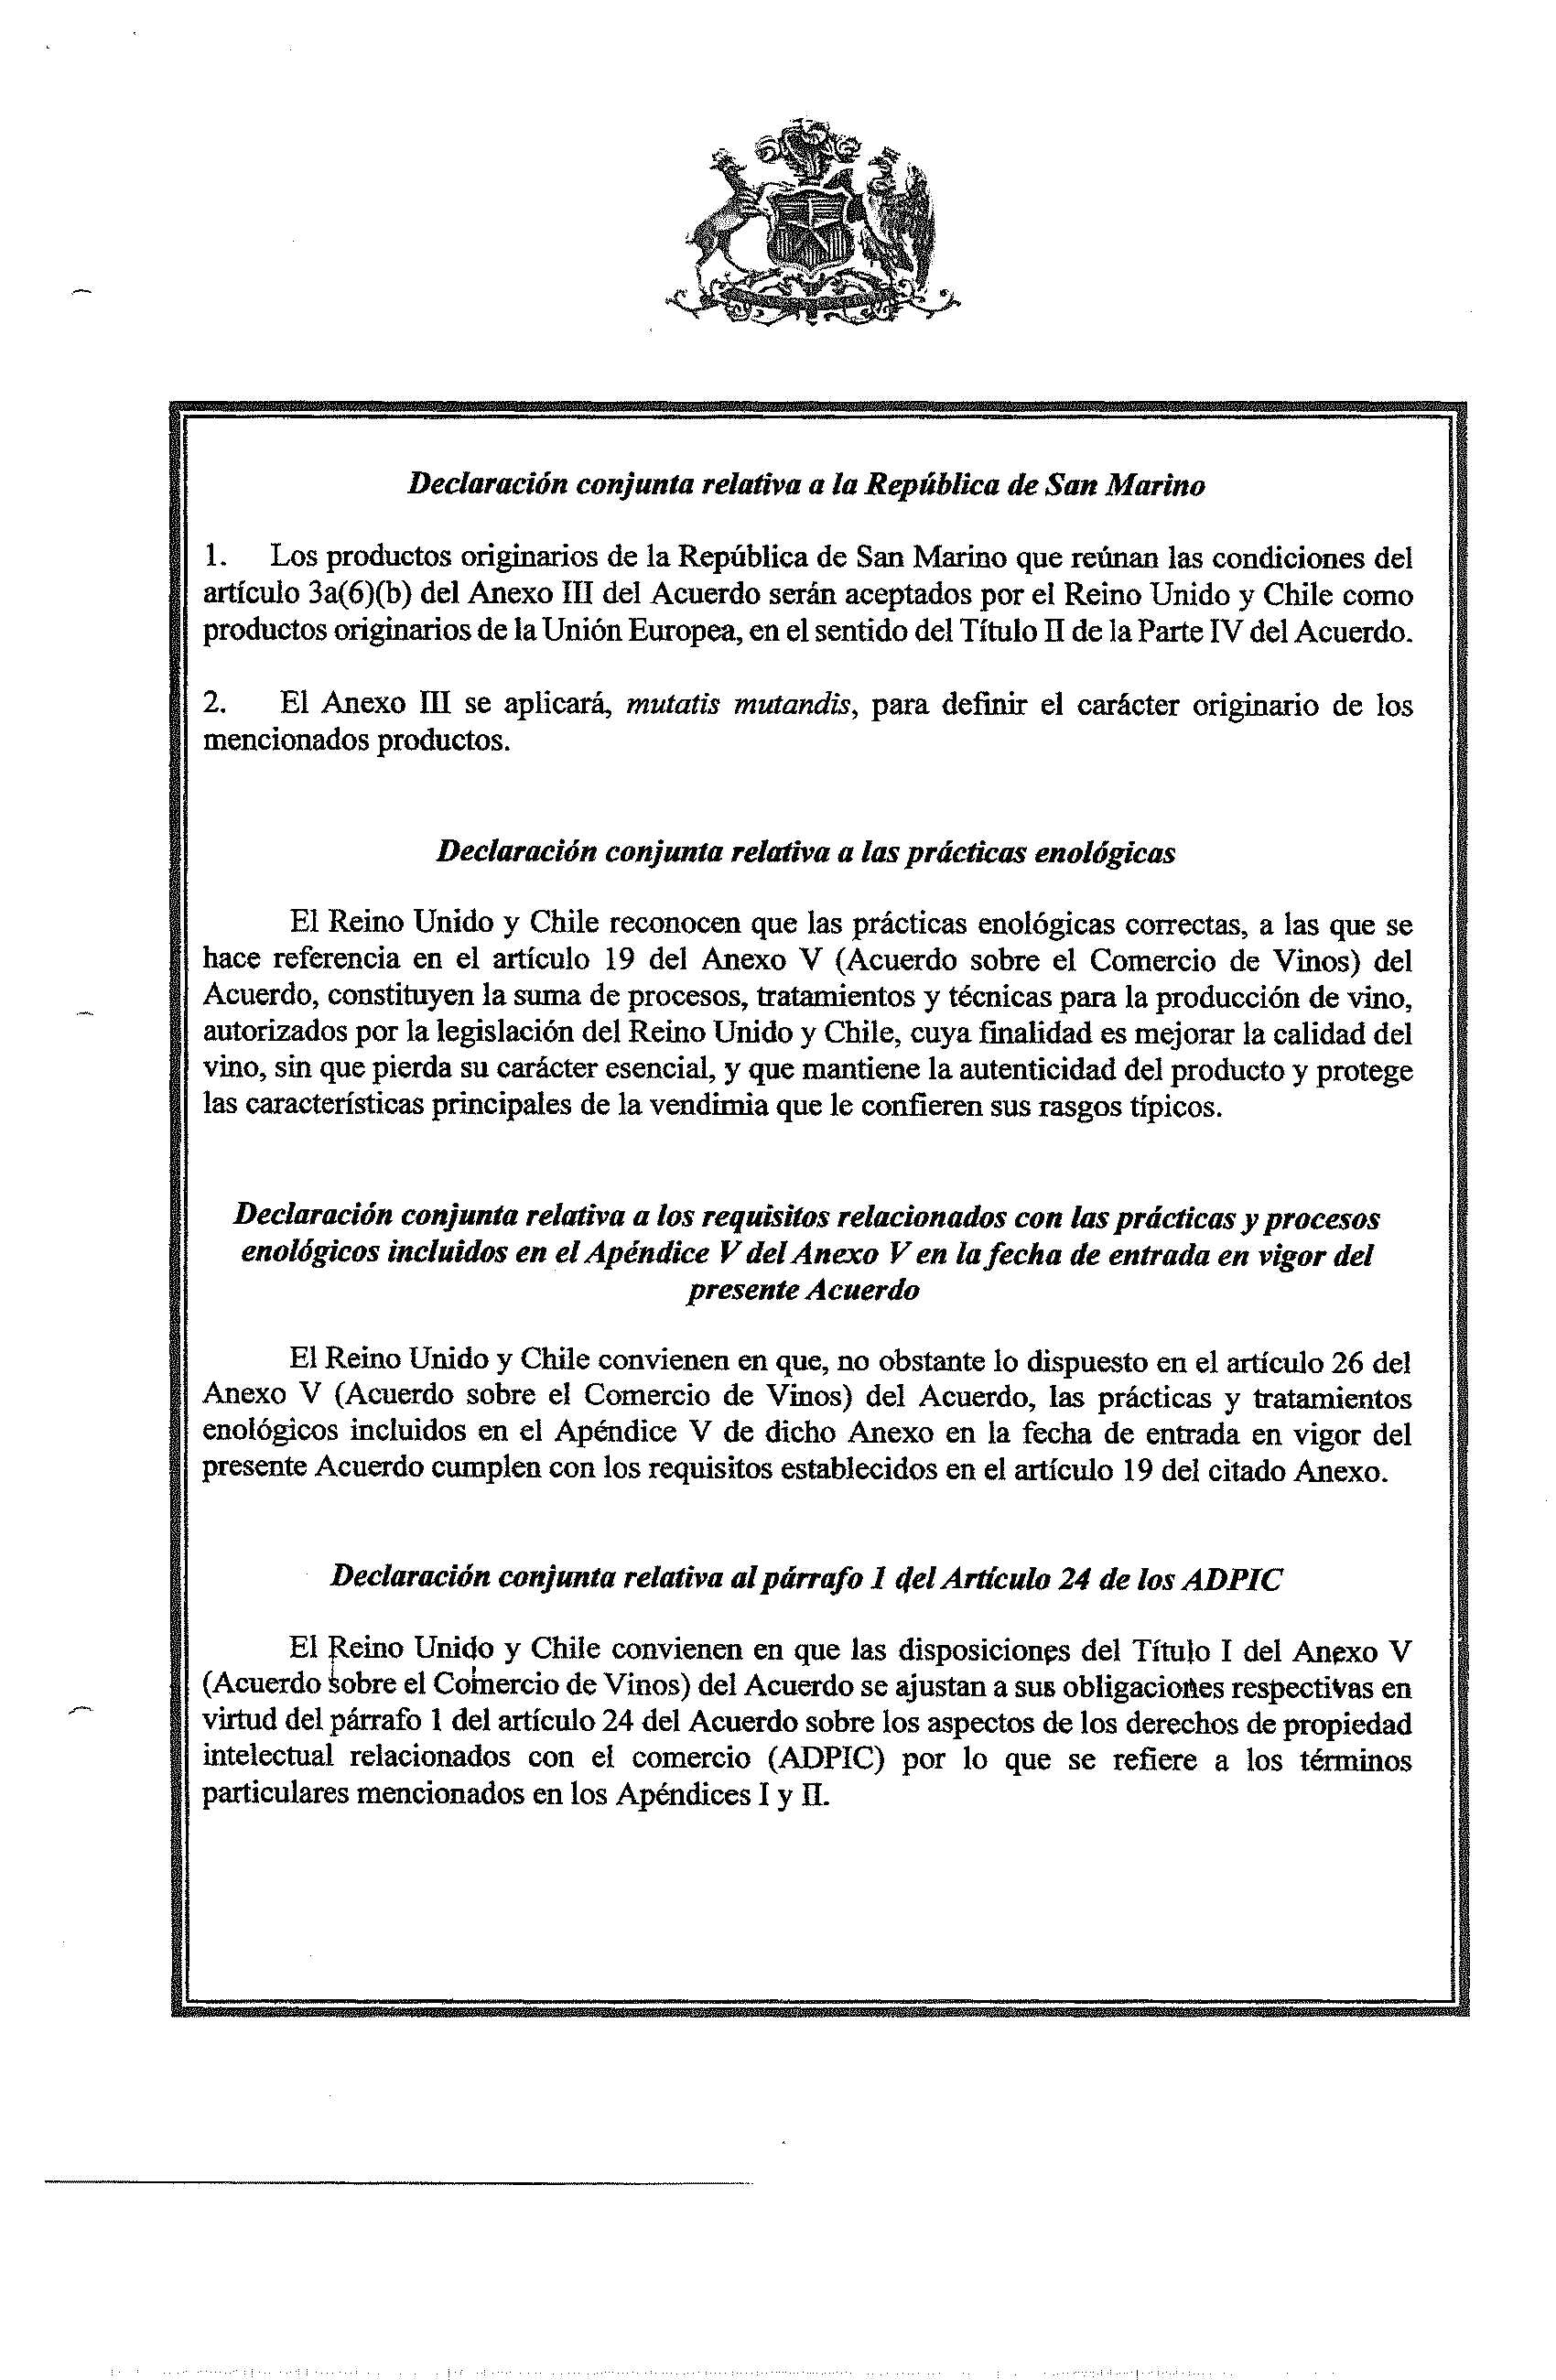 Declaración conjunta relativa a la República de San Marino
1. Los productos originarios de la República de San Marino que reúnan las condiciones del
artículo 3a(6)(b) del Anexo III del Acuerdo serán aceptados por el Reino Unido y Chile como
productos originarios de la Unión Europea, en el sentido del Título II de la Parte IV del Acuerdo.
2. El Anexo III se aplicará, mutatis mutandis, para definir el carácter originario de los
mencionados productos.
Declaración conjunta relativa a las prácticas enológicas
El Reino Unido y Chile reconocen que las prácticas enológicas correctas, a las que se
hace referencia en el artículo 19 del Anexo V (Acuerdo sobre el Comercio de Vinos) del
Acuerdo, constituyen la suma de procesos, tratamientos y técnicas para la producción de vino,
autorizados por la legislación del Reino Unido y Chile, cuya finalidad es mejorar la calidad del
vino, sin que pierda su carácter esencial, y que mantiene la autenticidad del producto y protege
las características principales de la vendimia que le confieren sus rasgos típicos.
Declaración conjunta relativa a los requisitos relacionados con las prácticas y procesos
enológicos incluidos en el Apéndice V del Anexo V en la fecha de entrada en vigor del
presente Acuerdo
El Reino Unido y Chile convienen en que, no obstante lo dispuesto en el artículo 26 del
Anexo V (Acuerdo sobre el Comercio de Vinos) del Acuerdo, las prácticas y tratamientos
enológicos incluidos en el Apéndice V de dicho Anexo en la fecha de entrada en vigor del
presente Acuerdo cumplen con los requisitos establecidos en el artículo 19 del citado Anexo.
Declaración conjunta relativa al párrafo 1 del Artículo 24 de los ADPIC
El Reino Unido y Chile convienen en que las disposiciones del Título I del Anexo V
(Acuerdo sobre el Comercio de Vinos) del Acuerdo se ajustan a sus obligaciones respectivas en
virtud del párrafo 1 del artículo 24 del Acuerdo sobre los aspectos de los derechos de propiedad
intelectual relacionados con el comercio (ADPIC) por lo que se refiere a los términos
particulares mencionados en los Apéndices I y II.